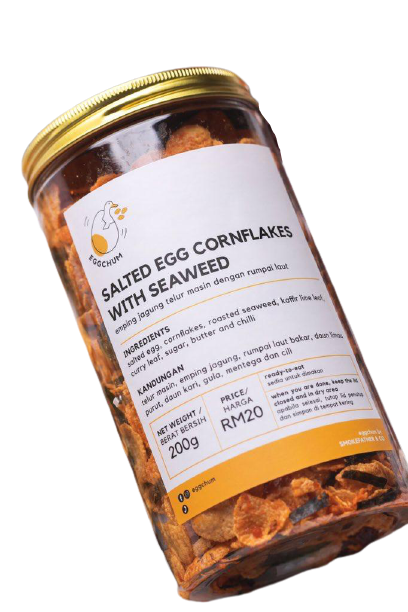 EGGCHUM
SALTED EGG CORNFLAKES
WITH SEAWEED
emping jagung telur masin dengan rumpai laut
INGREDIENTS
salted egg, cornflakes, roasted seaweed, kaffir lime leaf,
curry leaf, sugar, butter and chilli
KANDUNGAN
telur masin, emping jagung, rumpai laut bakar, daun limau
purut, daun kari, gula, mentega dan cili
NET WEIGHT /
BERAT BERSIH
200g
PRICE/
HARGA
RM20
ready-to-eat
sedia untuk dimakan
when you are done, keep the lid
closed and in dry area
apabila selesai, tutup lid penutup
dan simpan di tempat kering
eggchum
SMOKEFATHER & CO